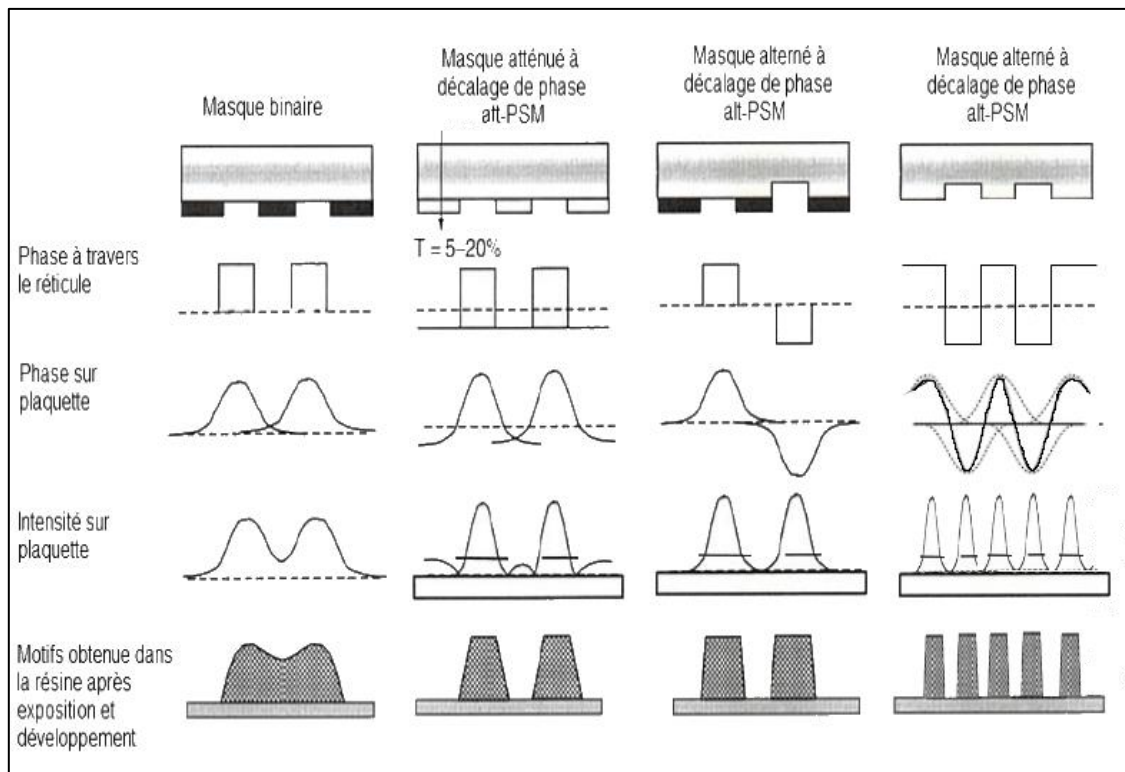 Masque binaire
Masque atténué à
décalage de phase
att-PSM
Masque alterné à
décalage de phase
alt-PSM
Masque alterné à
décalage de phase
alt-PSM
Phase à travers
le réticule
T = 5–20%
Phase sur
plaquette
Intensité sur
plaquette
Motifs obtenue dans
la résine après
exposition et
développement